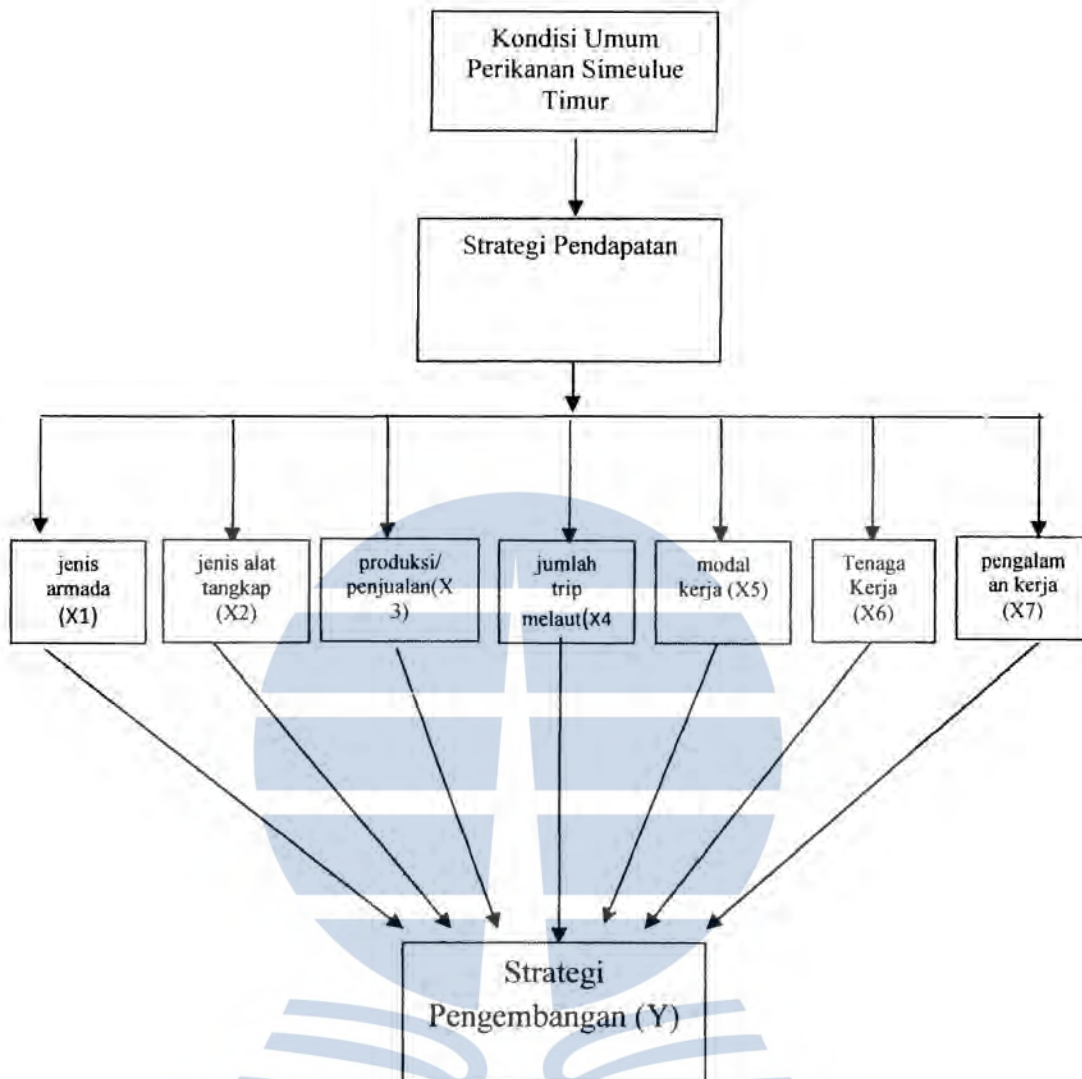 Kondisi Umum
Perikanan Simeulue
Timur
Strategi Pendapatan
jenis
armada
(X1)
jenis alat
tangkap
(X2)
produksi/
penjualan(X
3)
jumlah
trip
melaut(X4
modal
kerja (X5)
Tenaga
Kerja
(X6)
pengalam
an kerja
(X7)
Strategi
Pengembangan (Y)